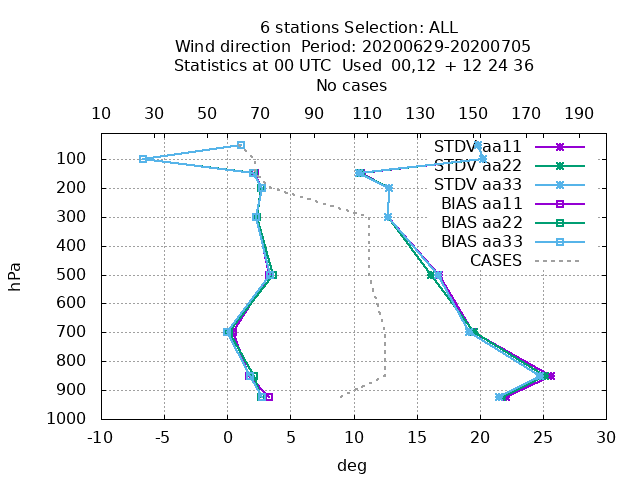 6 stations Selection: ALL
Wind direction  Period: 20200629-20200705
Statistics at 00 UTC  Used  00,12  + 12 24 36
No cases
10 30 50 70 90 110 130 150 170 190
STDV aa11
100
STDV aa22
STDV aa33
200
BIAS aa11
300
BIAS aa22
BIAS aa33
400
CASES
500
hPa
600
700
800
900
1000
-10 -5 0 5 10 15 20 25 30
deg